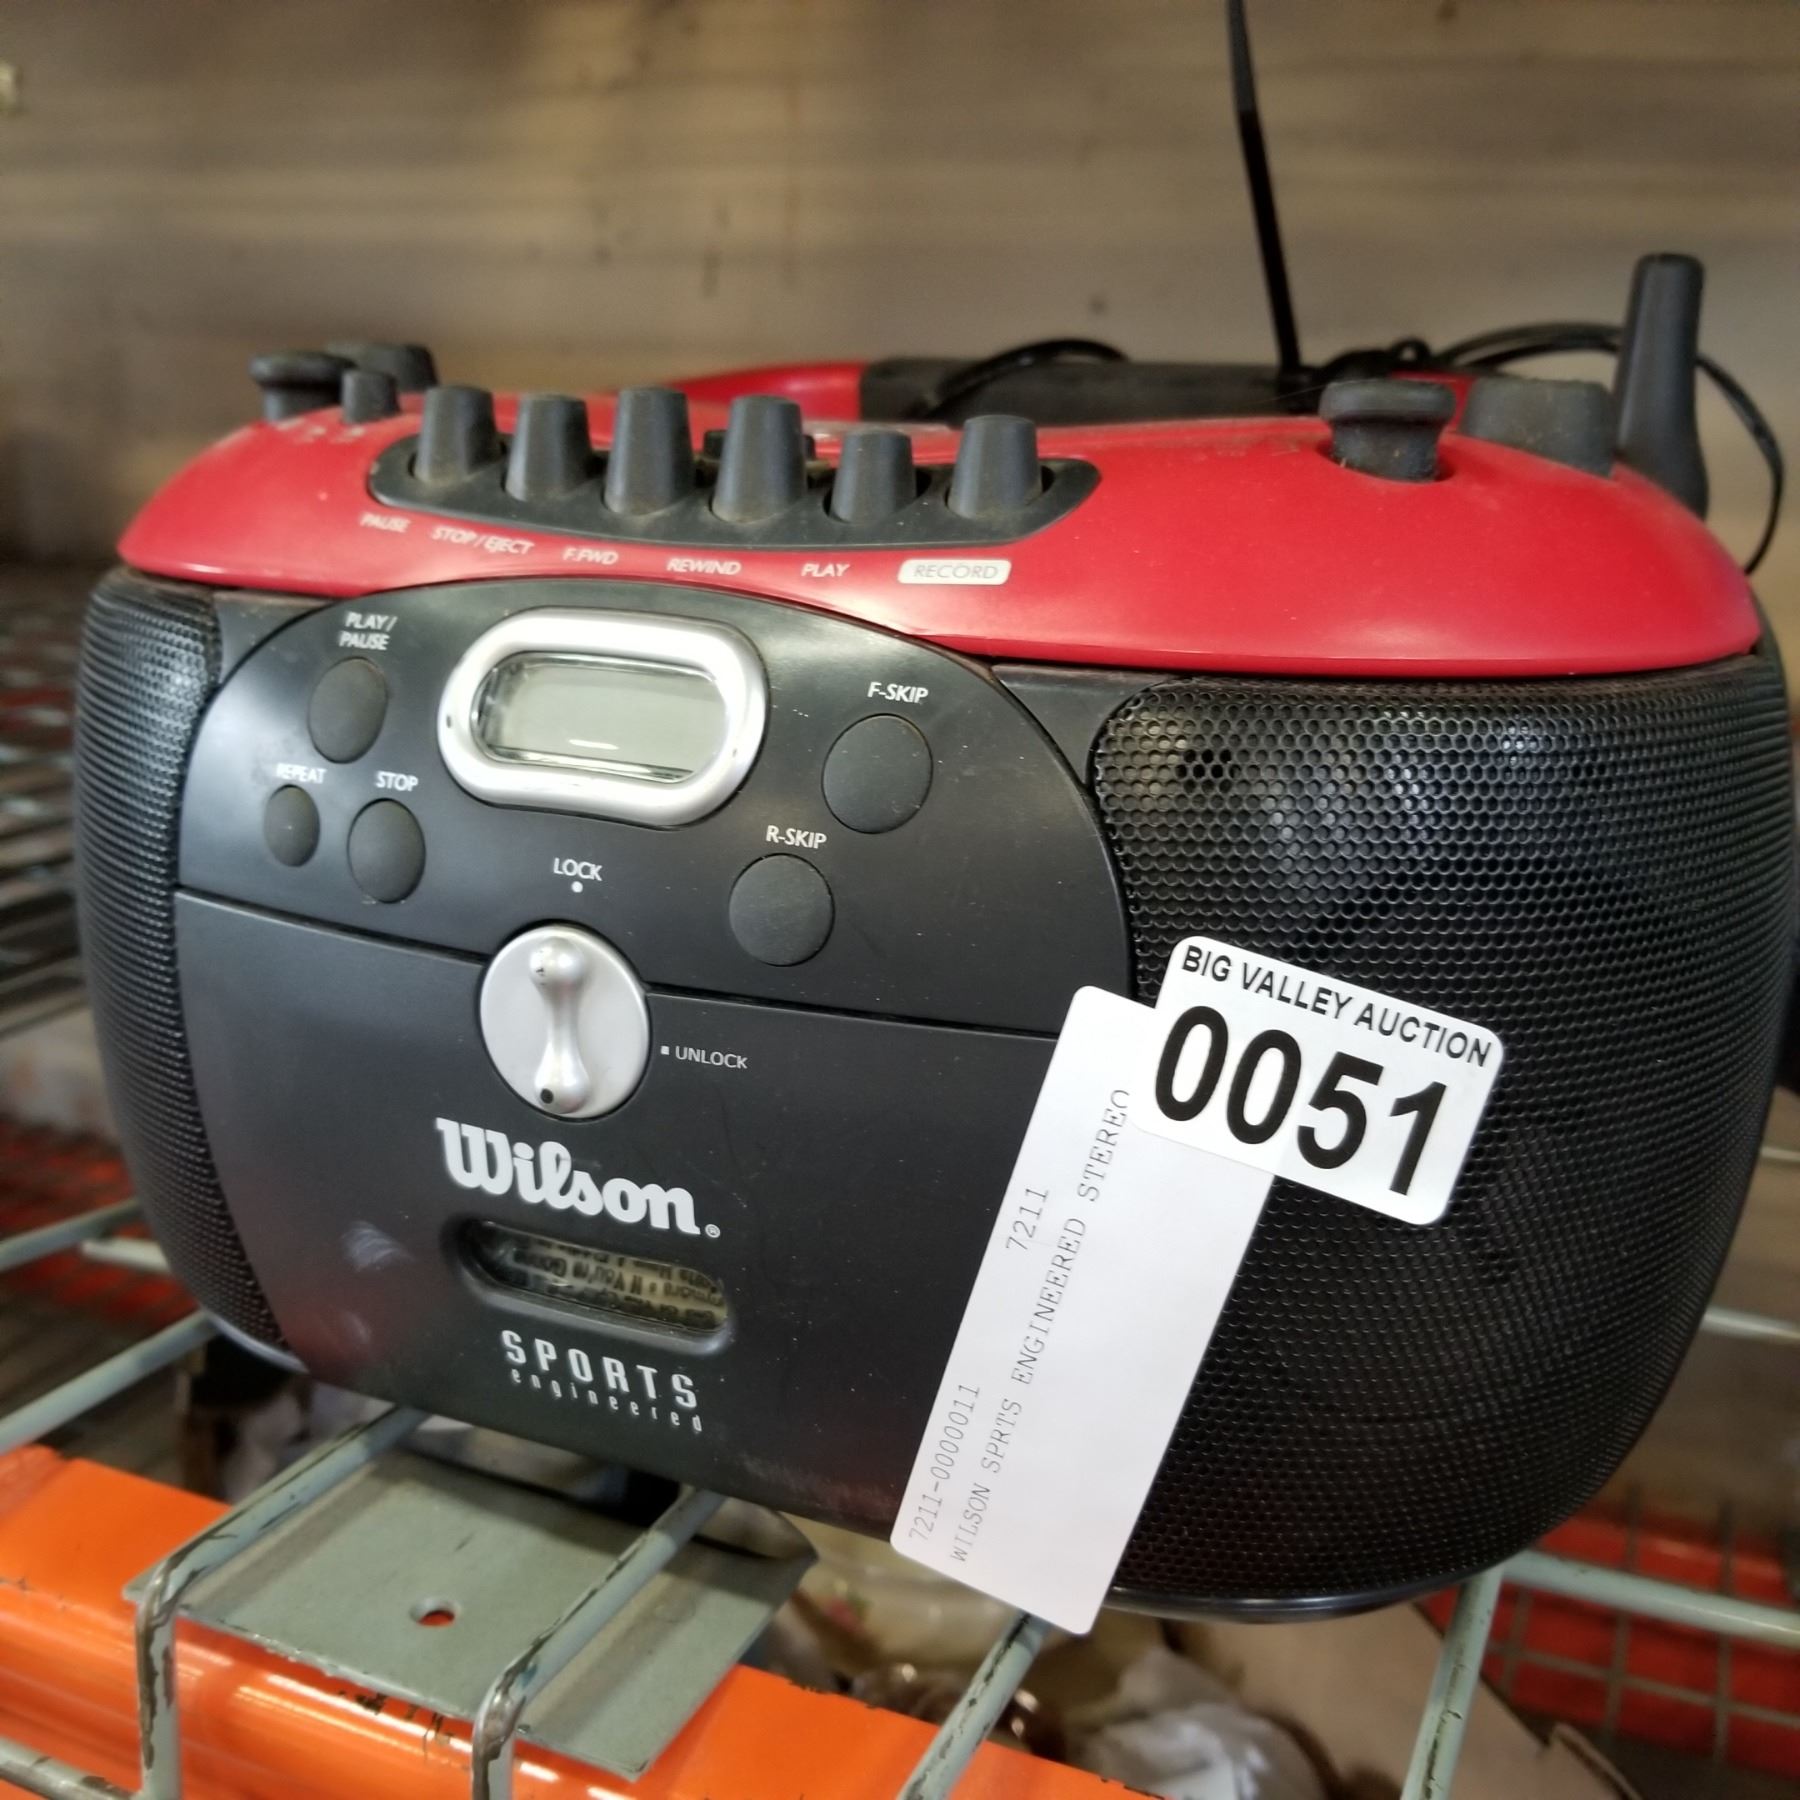 PAUSE
STOP/EJECT
F.FWD
REWIND
PLAY
RECORD
PLAY/
PAUSE
REPEAT
STOP
F-SKIP
R-SKIP
LOCK
UNLOCK
Wilson®
SPORTS
engineered
BIG VALLEY AUCTION
0051
7211
7211-0000011
WILSON SPRTS ENGINEERED STEREO